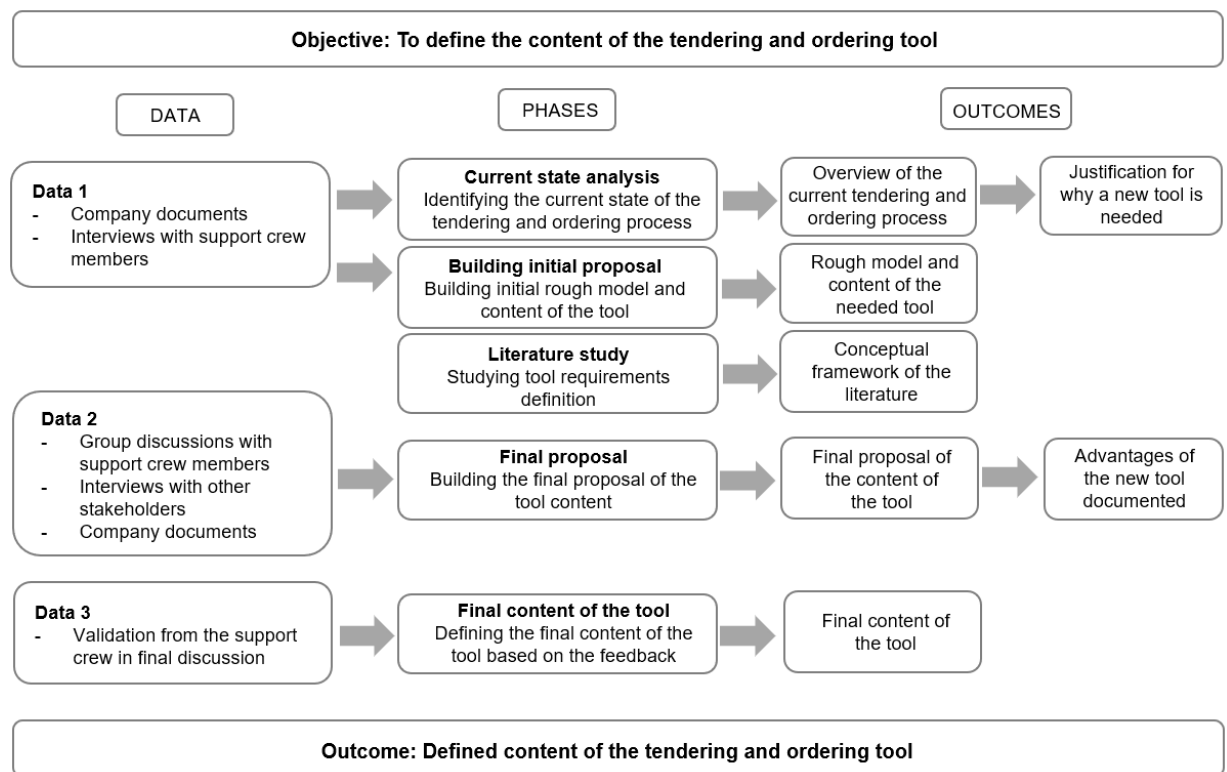 Objective: To define the content of the tendering and ordering tool
DATA
PHASES
OUTCOMES
Data 1
- Company documents
- Interviews with support crew
members
Current state analysis
Identifying the current state of the
tendering and ordering process
Overview of the
current tendering and
ordering process
Justification for
why a new tool is
needed
Building initial proposal
Building initial rough model and
content of the tool
Rough model and
content of the
needed tool
Literature study
Studying tool requirements
definition
Conceptual
framework of the
literature
Data 2
- Group discussions with
support crew members
- Interviews with other
stakeholders
- Company documents
Final proposal
Building the final proposal of the
tool content
Final proposal of
the content of
the tool
Advantages of
the new tool
documented
Data 3
- Validation from the support
crew in final discussion
Final content of the tool
Defining the final content of the
tool based on the feedback
Final content of
the tool
Outcome: Defined content of the tendering and ordering tool